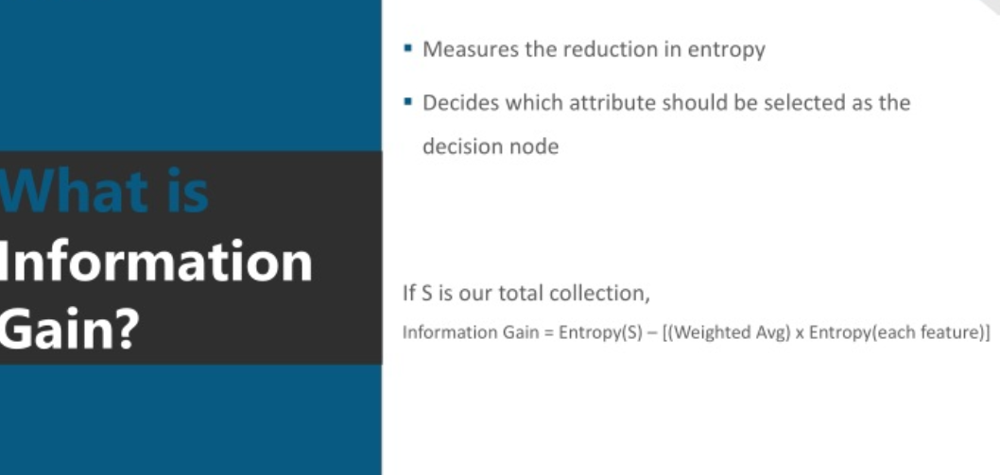 What is
Information
Gain?
▪ Measures the reduction in entropy
▪ Decides which attribute should be selected as the
decision node
If S is our total collection,
Information Gain = Entropy(S) – [(Weighted Avg) x Entropy(each feature)]